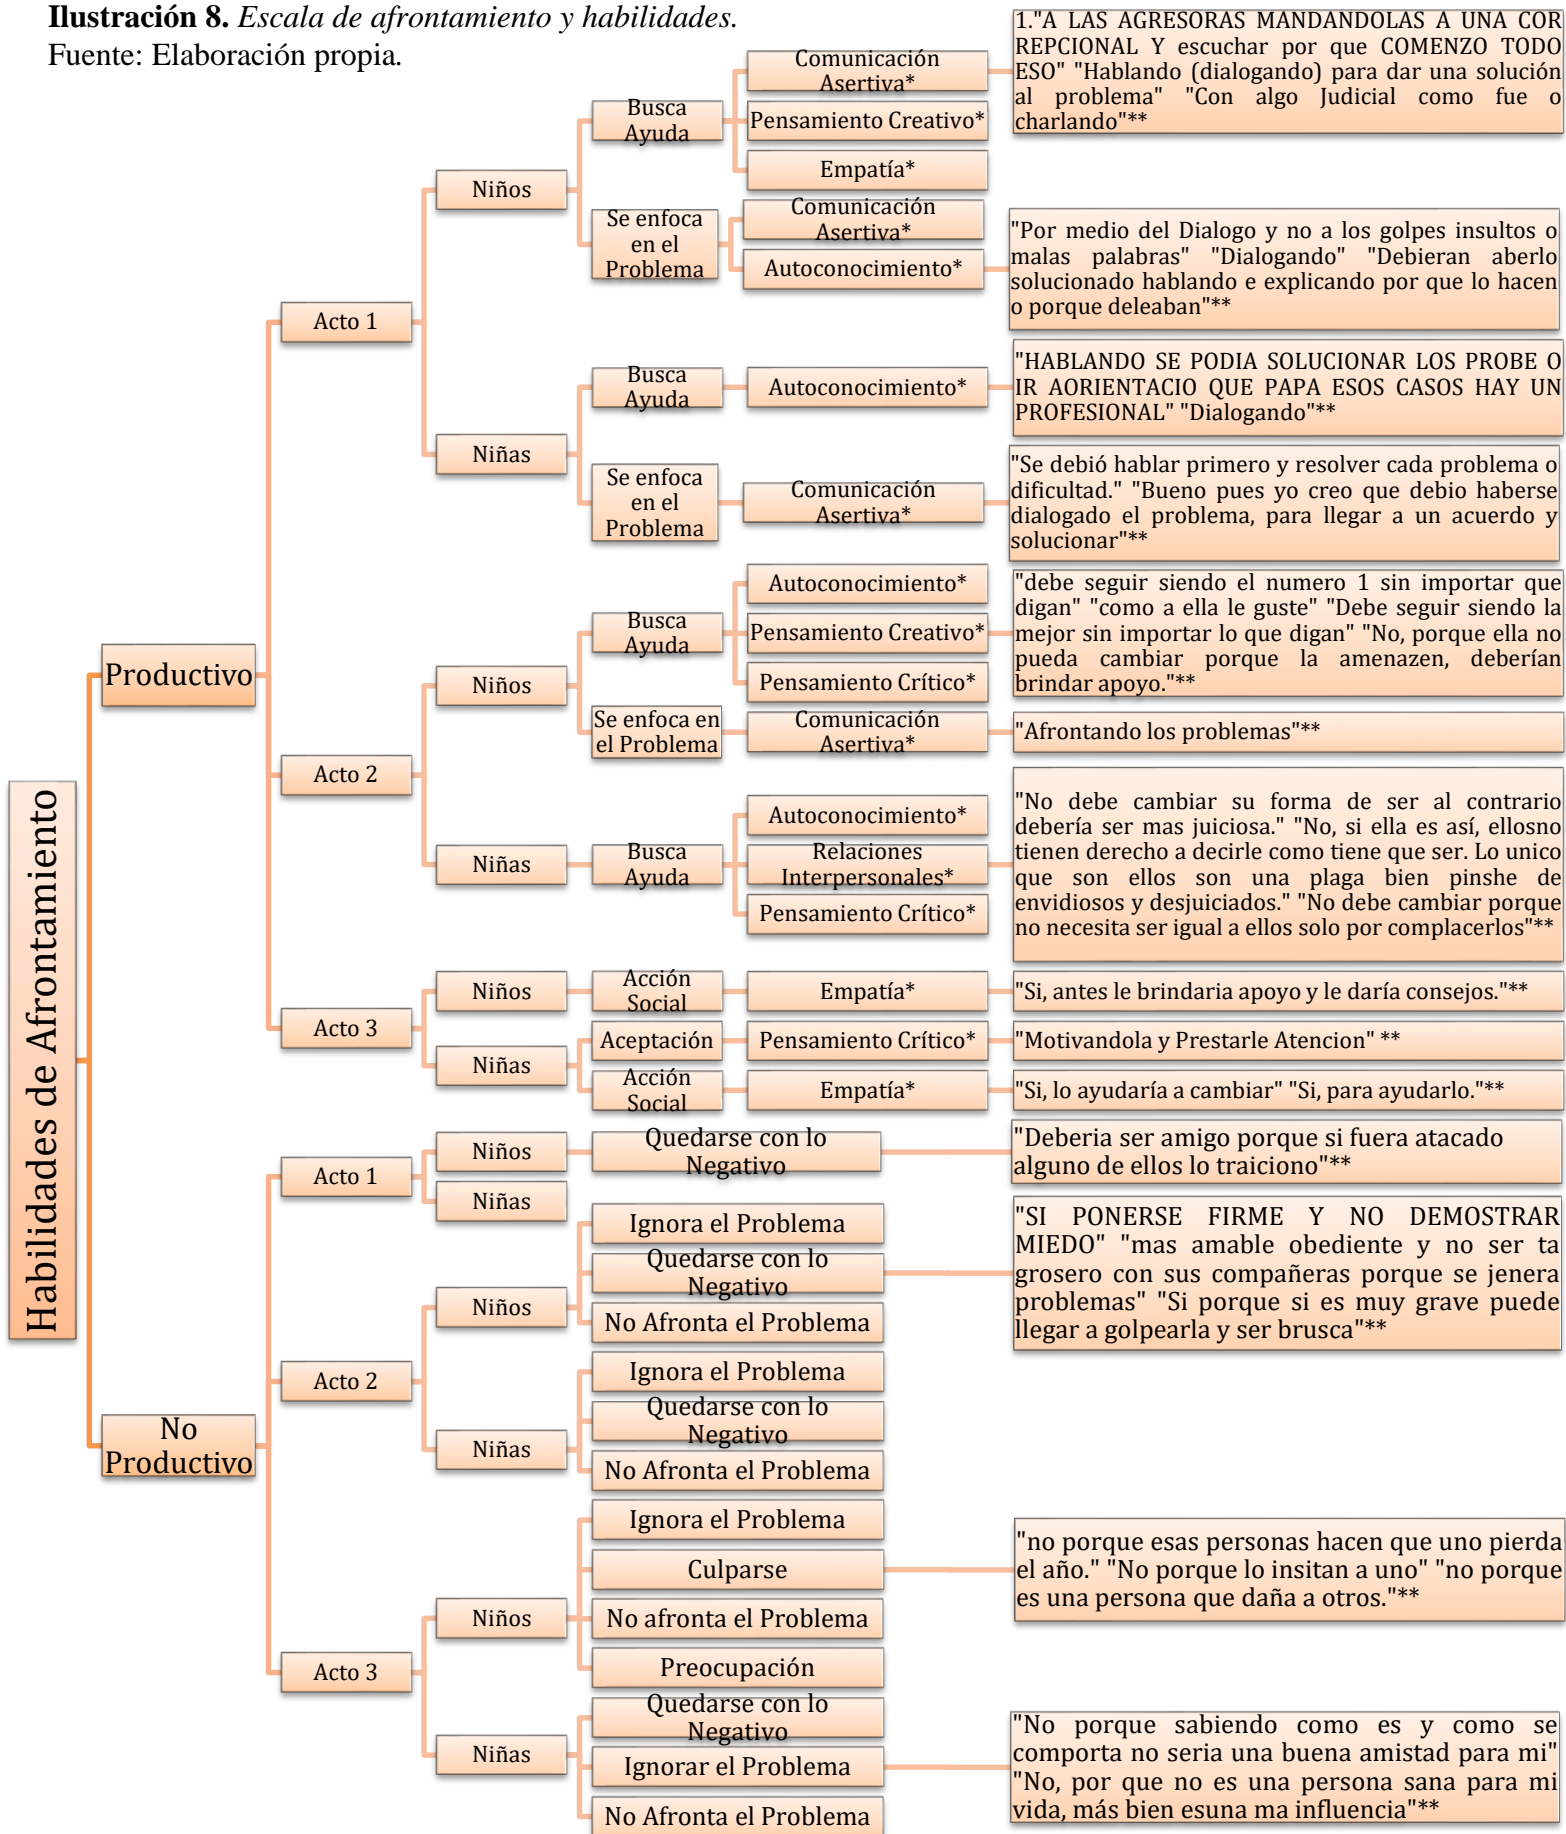 Ilustración 8. Escala de afrontamiento y habilidades.
Fuente: Elaboración propia.
Habilidades de Afrontamiento
Productivo
Acto 1
Niños
Busca
Ayuda
Comunicación
Asertiva*
Pensamiento Creativo*
Empatía*
1."A LAS AGRESORAS MANDANDOLAS A UNA COR
REPCIONAL Y escuchar por que COMENZO TODO
ESO" "Hablando (dialogando) para dar una solución
al problema" "Con algo Judicial como fue o
charlando"**
Se enfoca
en el
Problema
Comunicación
Asertiva*
Autoconocimiento*
"Por medio del Dialogo y no a los golpes insultos o
malas palabras" "Dialogando" "Debieran aberlo
solucionado hablando e explicando por que lo hacen
o porque deleaban"**
Niñas
Busca
Ayuda
Autoconocimiento*
"HABLANDO SE PODIA SOLUCIONAR LOS PROBE O
IR AORIENTACIO QUE PAPA ESOS CASOS HAY UN
PROFESIONAL" "Dialogando"**
Se enfoca
en el
Problema
Comunicación
Asertiva*
"Se debió hablar primero y resolver cada problema o
dificultad." "Bueno pues yo creo que debio haberse
dialogado el problema, para llegar a un acuerdo y
solucionar"**
Acto 2
Niños
Busca
Ayuda
Autoconocimiento*
Pensamiento Creativo*
Pensamiento Crítico*
"debe seguir siendo el numero 1 sin importar que
digan" "como a ella le guste" "Debe seguir siendo la
mejor sin importar lo que digan" "No, porque ella no
pueda cambiar porque la amenazen, deberían
brindar apoyo."**
Se enfoca en
el Problema
Comunicación
Asertiva*
"Afrontando los problemas"**
Niñas
Busca
Ayuda
Autoconocimiento*
Relaciones
Interpersonales*
Pensamiento Crítico*
"No debe cambiar su forma de ser al contrario
debería ser mas juiciosa." "No, si ella es así, ellosno
tienen derecho a decirle como tiene que ser. Lo unico
que son ellos son una plaga bien pinshe de
envidiosos y desjuiciados." "No debe cambiar porque
no necesita ser igual a ellos solo por complacerlos"**
Acto 3
Niños
Acción
Social
Empatía*
"Si, antes le brindaria apoyo y le daría consejos."**
Niñas
Aceptación
Pensamiento Crítico*
"Motivandola y Prestarle Atencion" **
Acción
Social
Empatía*
"Si, lo ayudaría a cambiar" "Si, para ayudarlo."**
No
Productivo
Acto 1
Niños
Quedarse con lo
Negativo
"Deberia ser amigo porque si fuera atacado
alguno de ellos lo traiciono"**
Niñas
Acto 2
Niños
Ignora el Problema
Quedarse con lo
Negativo
No Afronta el Problema
"SI PONERSE FIRME Y NO DEMOSTRAR
MIEDO" "mas amable obediente y no ser ta
grosero con sus compañeras porque se jenera
problemas" "Si porque si es muy grave puede
llegar a golpearla y ser brusca"**
Niñas
Ignora el Problema
Quedarse con lo
Negativo
No Afronta el Problema
Acto 3
Niños
Ignora el Problema
Culparse
No afronta el Problema
Preocupación
"no porque esas personas hacen que uno pierda
el año." "No porque lo insitan a uno" "no porque
es una persona que daña a otros."**
Niñas
Quedarse con lo
Negativo
Ignorar el Problema
No Afronta el Problema
"No porque sabiendo como es y como se
comporta no seria una buena amistad para mi"
"No, por que no es una persona sana para mi
vida, más bien esuna ma influencia"**